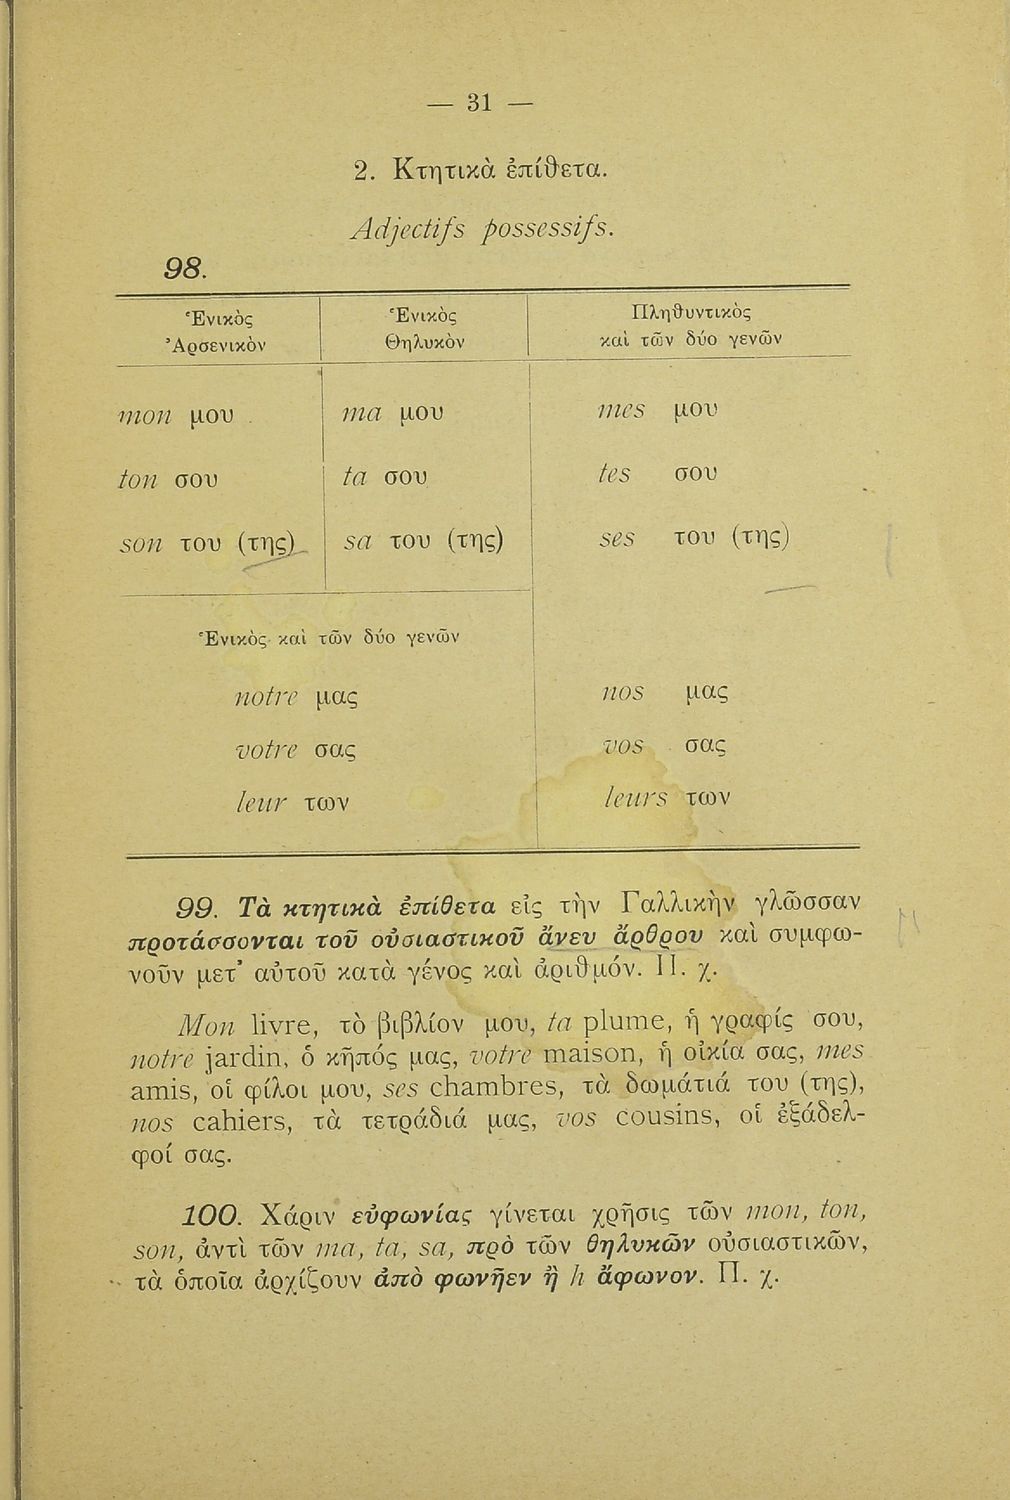 — 31 —
2. Κτητικὰ ἐπίθετα.
Adjectifs possessifs.
98.
Ἑνικὸς Ἑνικὸς Πληθυντικὸς
Ἀρσενικὸν Θηλυκὸν καὶ τῶν δύο γενῶν
mon μου ma μου mes μου
ton σου ta σου tes σου
son του (της) sa του (της) ses του (της)
Ἑνικὸς καὶ τῶν δύο γενῶν
notre μας nos μας
votre σας vos σας
leur των leurs των
99. Τὰ κτητικὰ ἐπίθετα εἰς τὴν Γαλλικὴν γλῶσσαν
προτάσσονται τοῦ οὐσιαστικοῦ ἄνευ ἄρθρου καὶ συμφω-
νοῦν μετ' αὐτοῦ κατὰ γένος καὶ ἀριθμόν. Π. χ.
Mon livre, τὸ βιβλίον μου, ta plume, ἡ γραφίς σου,
notre jardin, ὁ κῆπός μας, votre maison, ἡ οἰκία σας, mes
amis, οἱ φίλοι μου, ses chambres, τὰ δωμάτιά του (της),
nos cahiers, τὰ τετράδιά μας, vos cousins, οἱ ἐξάδελ-
φοί σας.
100. Χάριν εὐφωνίας γίνεται χρῆσις τῶν mon, ton,
son, ἀντὶ τῶν ma, ta, sa, πρὸ τῶν θηλυκῶν οὐσιαστικῶν,
τὰ ὁποῖα ἀρχίζουν ἀπὸ φωνῆεν ἢ h ἄφωνον. Π. χ.